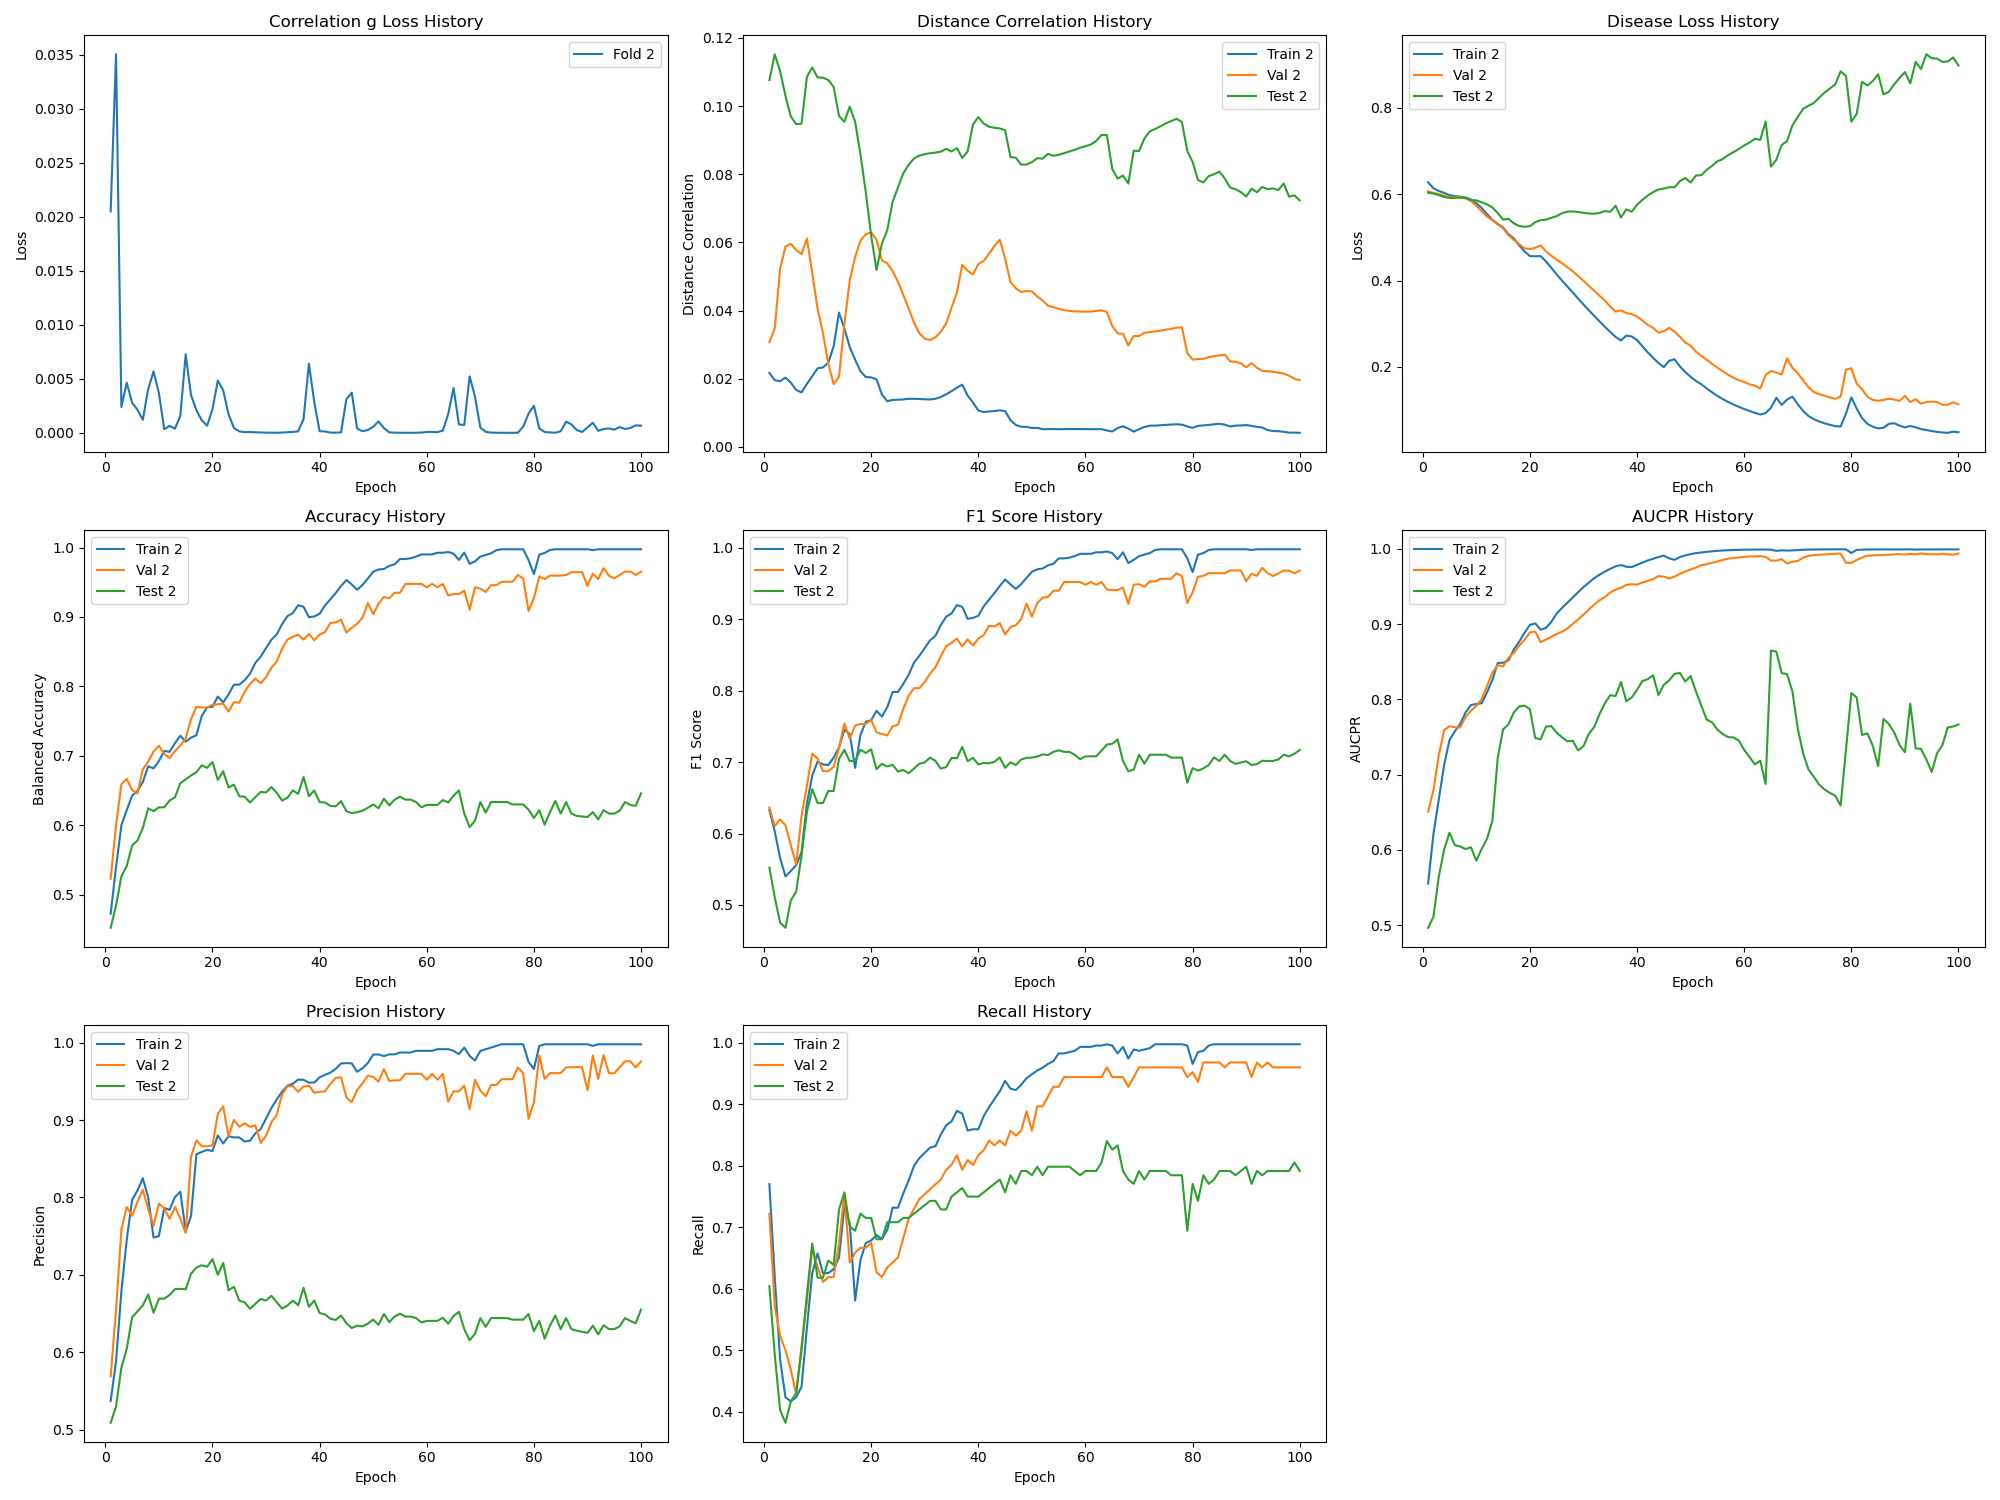 Correlation g Loss History
Loss
0.035
0.030
0.025
0.020
0.015
0.010
0.005
0.000
Fold 2
0 20 40 60 80 100
Epoch
Distance Correlation History
Distance Correlation
0.12
0.10
0.08
0.06
0.04
0.02
0.00
Train 2
Val 2
Test 2
0 20 40 60 80 100
Epoch
Disease Loss History
Loss
0.8
0.6
0.4
0.2
Train 2
Val 2
Test 2
0 20 40 60 80 100
Epoch
Accuracy History
Balanced Accuracy
1.0
0.9
0.8
0.7
0.6
0.5
Train 2
Val 2
Test 2
0 20 40 60 80 100
Epoch
F1 Score History
F1 Score
1.0
0.9
0.8
0.7
0.6
0.5
Train 2
Val 2
Test 2
0 20 40 60 80 100
Epoch
AUCPR History
AUCPR
1.0
0.9
0.8
0.7
0.6
0.5
Train 2
Val 2
Test 2
0 20 40 60 80 100
Epoch
Precision History
Precision
1.0
0.9
0.8
0.7
0.6
0.5
Train 2
Val 2
Test 2
0 20 40 60 80 100
Epoch
Recall History
Recall
1.0
0.9
0.8
0.7
0.6
0.5
0.4
Train 2
Val 2
Test 2
0 20 40 60 80 100
Epoch